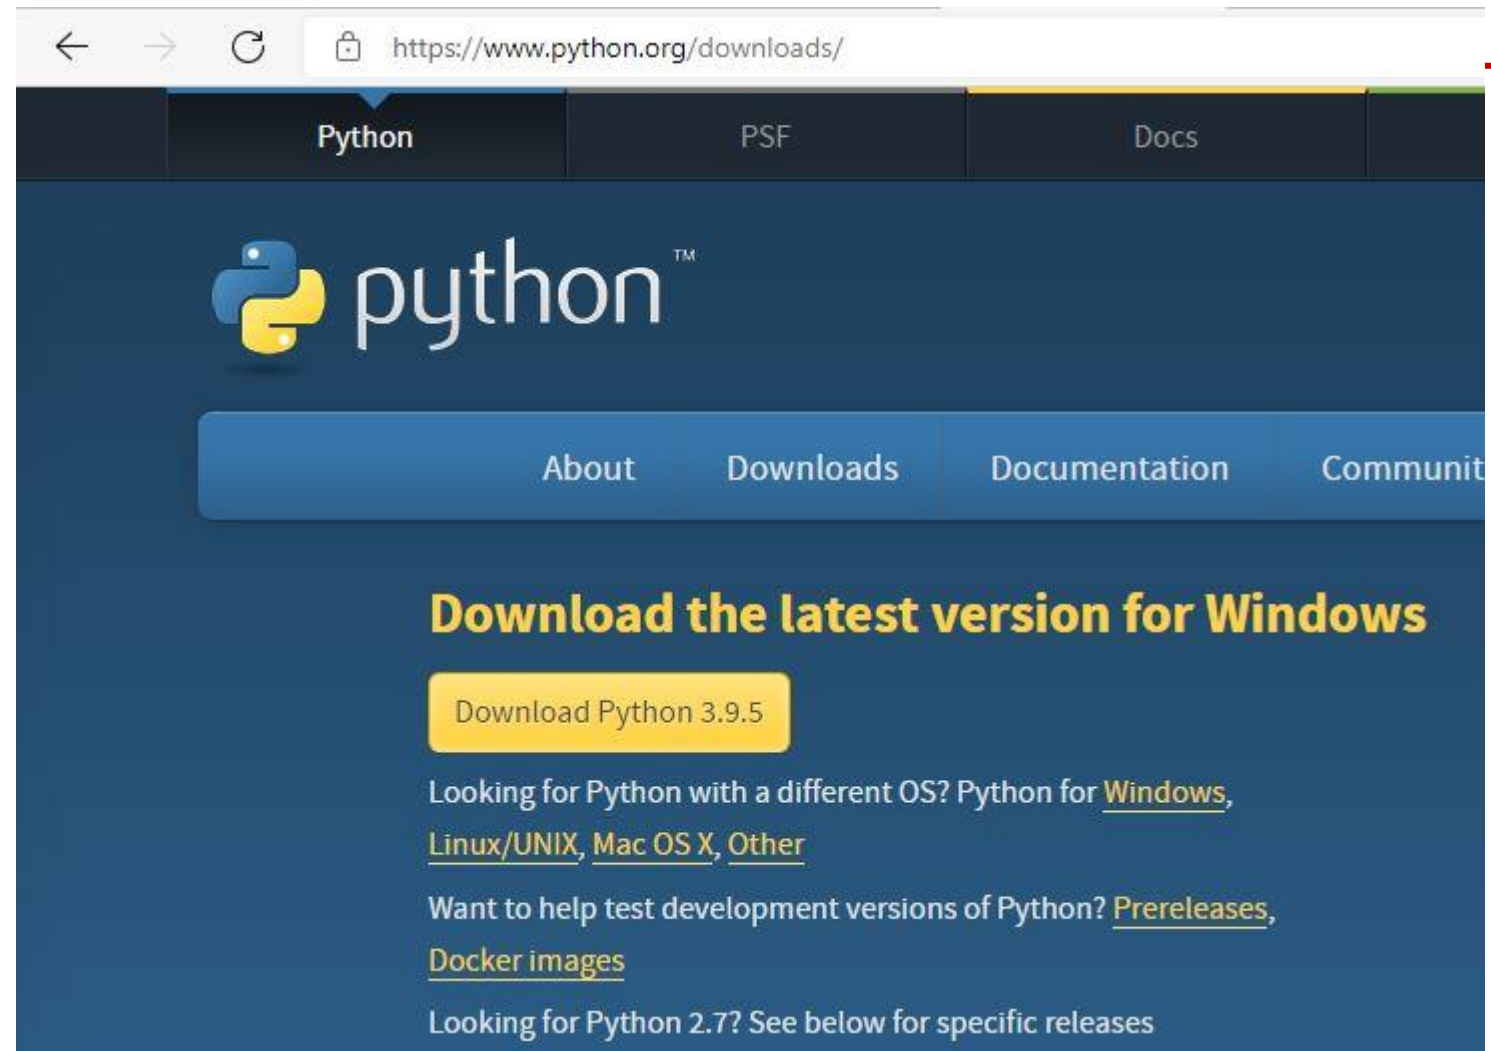 https://www.python.org/downloads/
Python PSF Docs
python™
About Downloads Documentation Communit
Download the latest version for Windows
Download Python 3.9.5
Looking for Python with a different OS? Python for Windows,
Linux/UNIX, Mac OS X, Other
Want to help test development versions of Python? Prereleases,
Docker images
Looking for Python 2.7? See below for specific releases